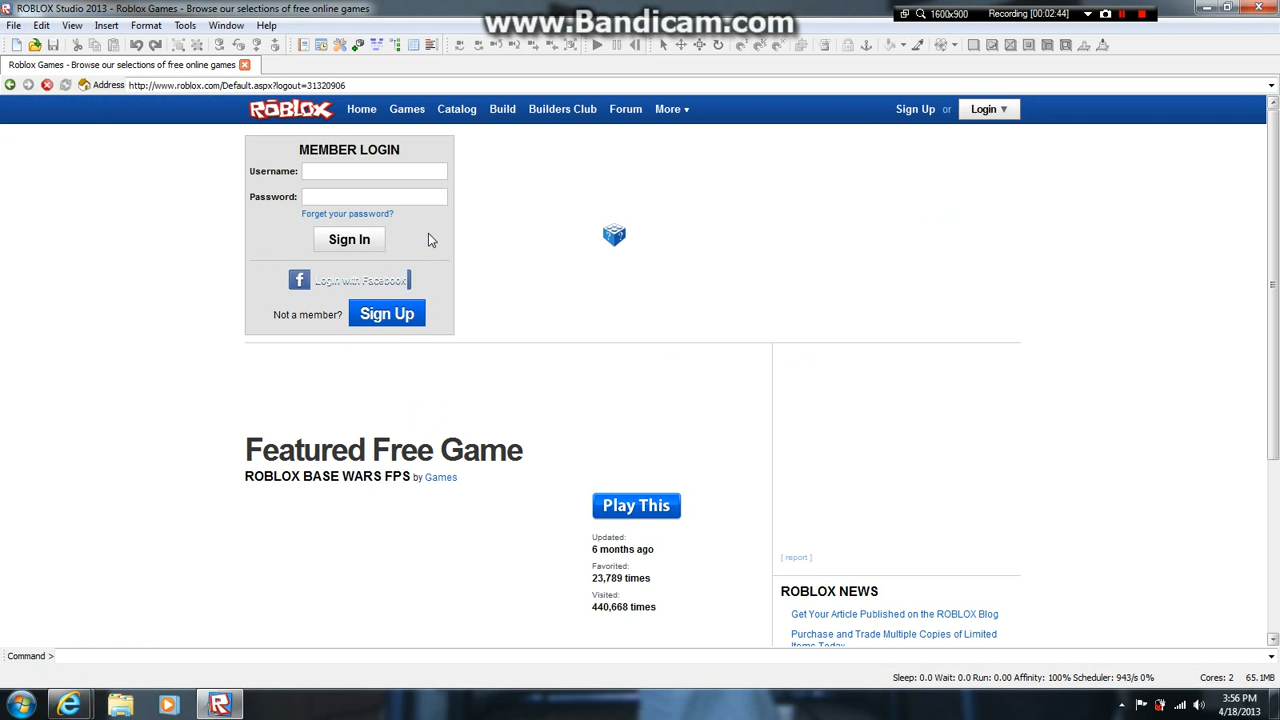 ROBLOX Studio 2013 - Roblox Games - Browse our selections of free online games
www.Bandicam.com
1600x900
Recording [00:02:44]
File Edit View Insert Format Tools Window Help
Roblox Games - Browse our selections of free online games
Address http://www.roblox.com/Default.aspx?logout=31320906
ROBLOX Home Games Catalog Build Builders Club Forum More ▾ Sign Up or Login ▼
MEMBER LOGIN
Username:
Password:
Forget your password?
Sign In
Login with Facebook
Not a member? Sign Up
Featured Free Game
ROBLOX BASE WARS FPS by Games
Play This
Updated:
6 months ago
Favorited:
23,789 times
Visited:
440,668 times
[ report ]
ROBLOX NEWS
Get Your Article Published on the ROBLOX Blog
Purchase and Trade Multiple Copies of Limited
Items Today
Command >
Sleep: 0.0 Wait: 0.0 Run: 0.00 Affinity: 100% Scheduler: 943/s 0% Cores: 2 65.1MB
3:56 PM
4/18/2013